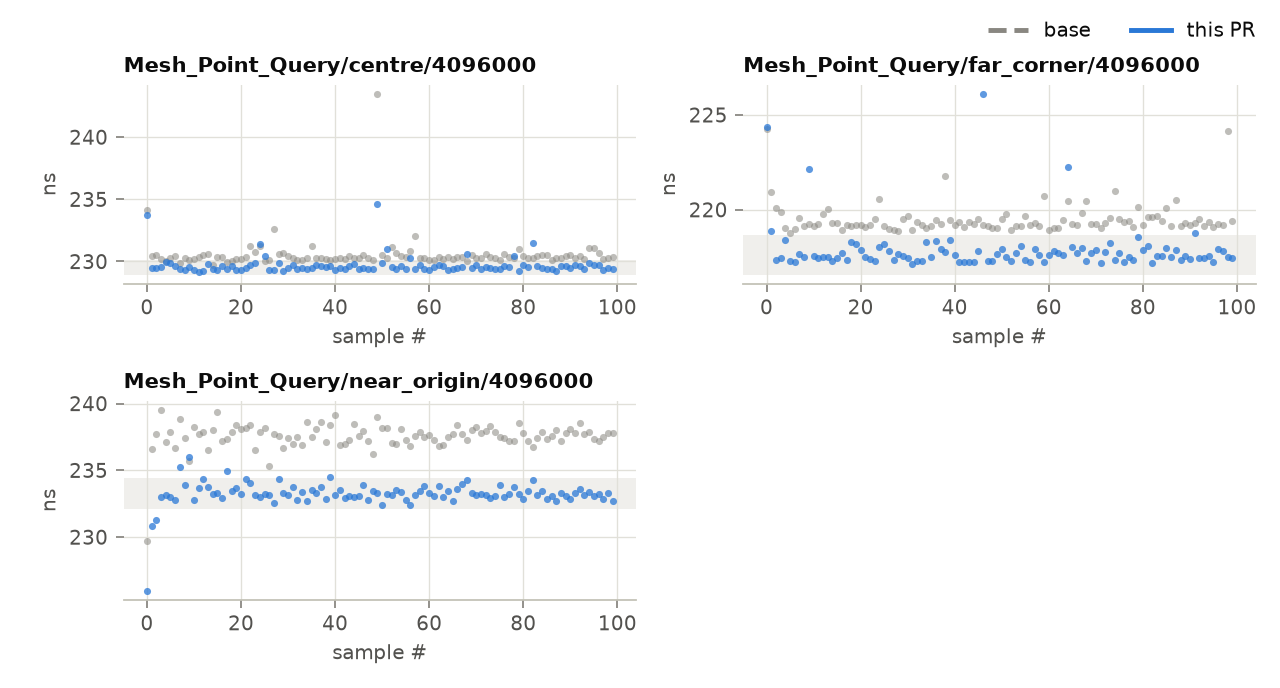 base this PR
Mesh_Point_Query/centre/4096000
240
235
230
ns
0 20 40 60 80 100
sample #
Mesh_Point_Query/far_corner/4096000
225
220
ns
0 20 40 60 80 100
sample #
Mesh_Point_Query/near_origin/4096000
240
235
230
ns
0 20 40 60 80 100
sample #